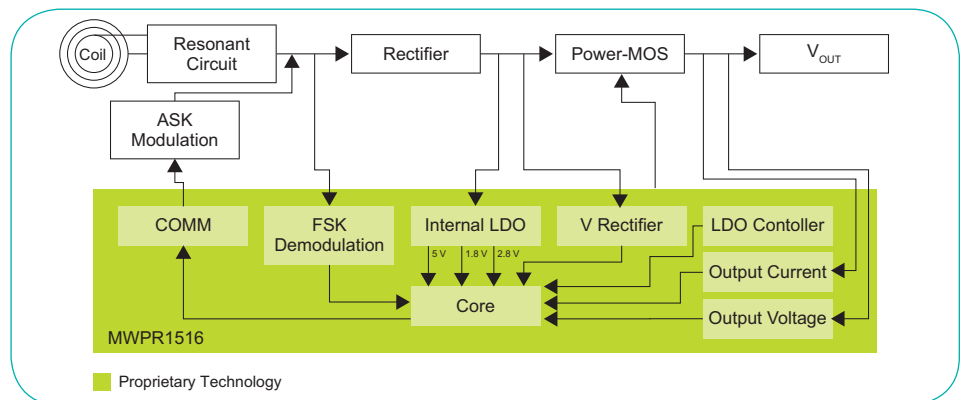 Coil
Resonant
Circuit
Rectifier
Power-MOS
VOUT
ASK
Modulation
COMM
FSK
Demodulation
Internal LDO
V Rectifier
LDO Contoller
5 V
1.8 V
2.8 V
Output Current
Core
Output Voltage
MWPR1516
Proprietary Technology